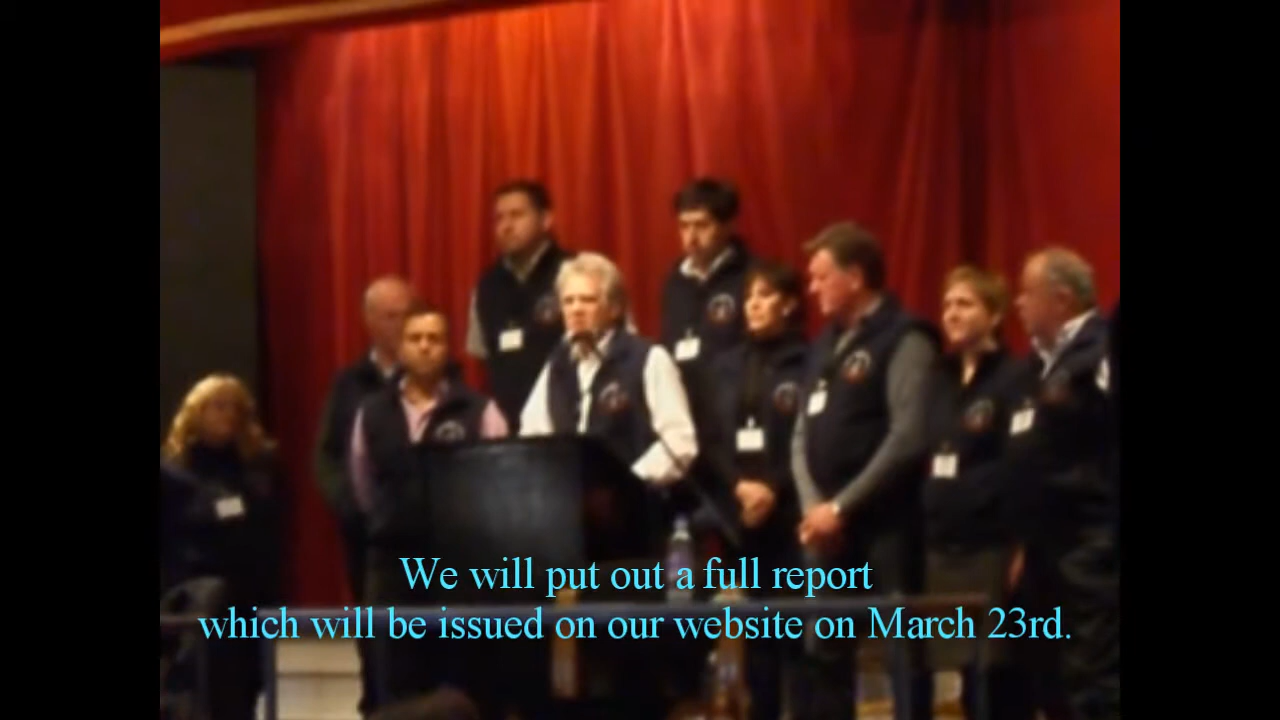 We will put out a full report
which will be issued on our website on March 23rd.